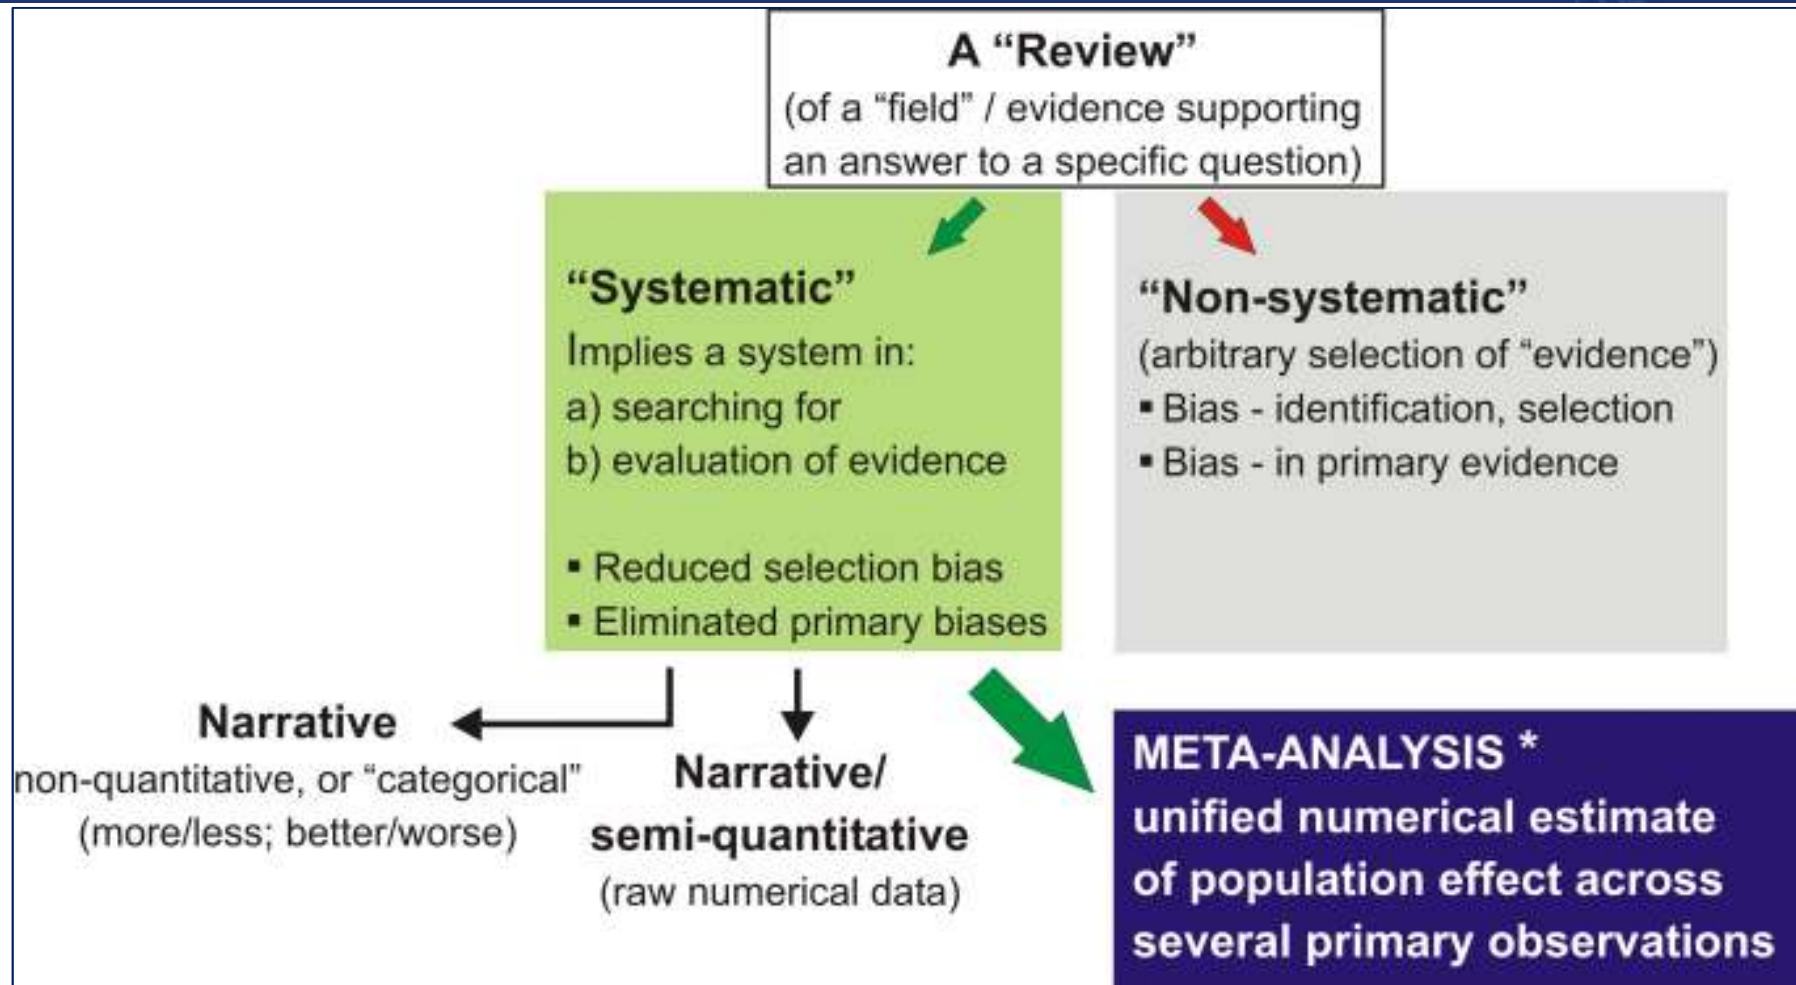 A “Review”
(of a “field” / evidence supporting
an answer to a specific question)
“Systematic”
Implies a system in:
a) searching for
b) evaluation of evidence
▪ Reduced selection bias
▪ Eliminated primary biases
“Non-systematic”
(arbitrary selection of “evidence”)
▪ Bias - identification, selection
▪ Bias - in primary evidence
Narrative
non-quantitative, or “categorical”
(more/less; better/worse)
Narrative/
semi-quantitative
(raw numerical data)
META-ANALYSIS *
unified numerical estimate
of population effect across
several primary observations